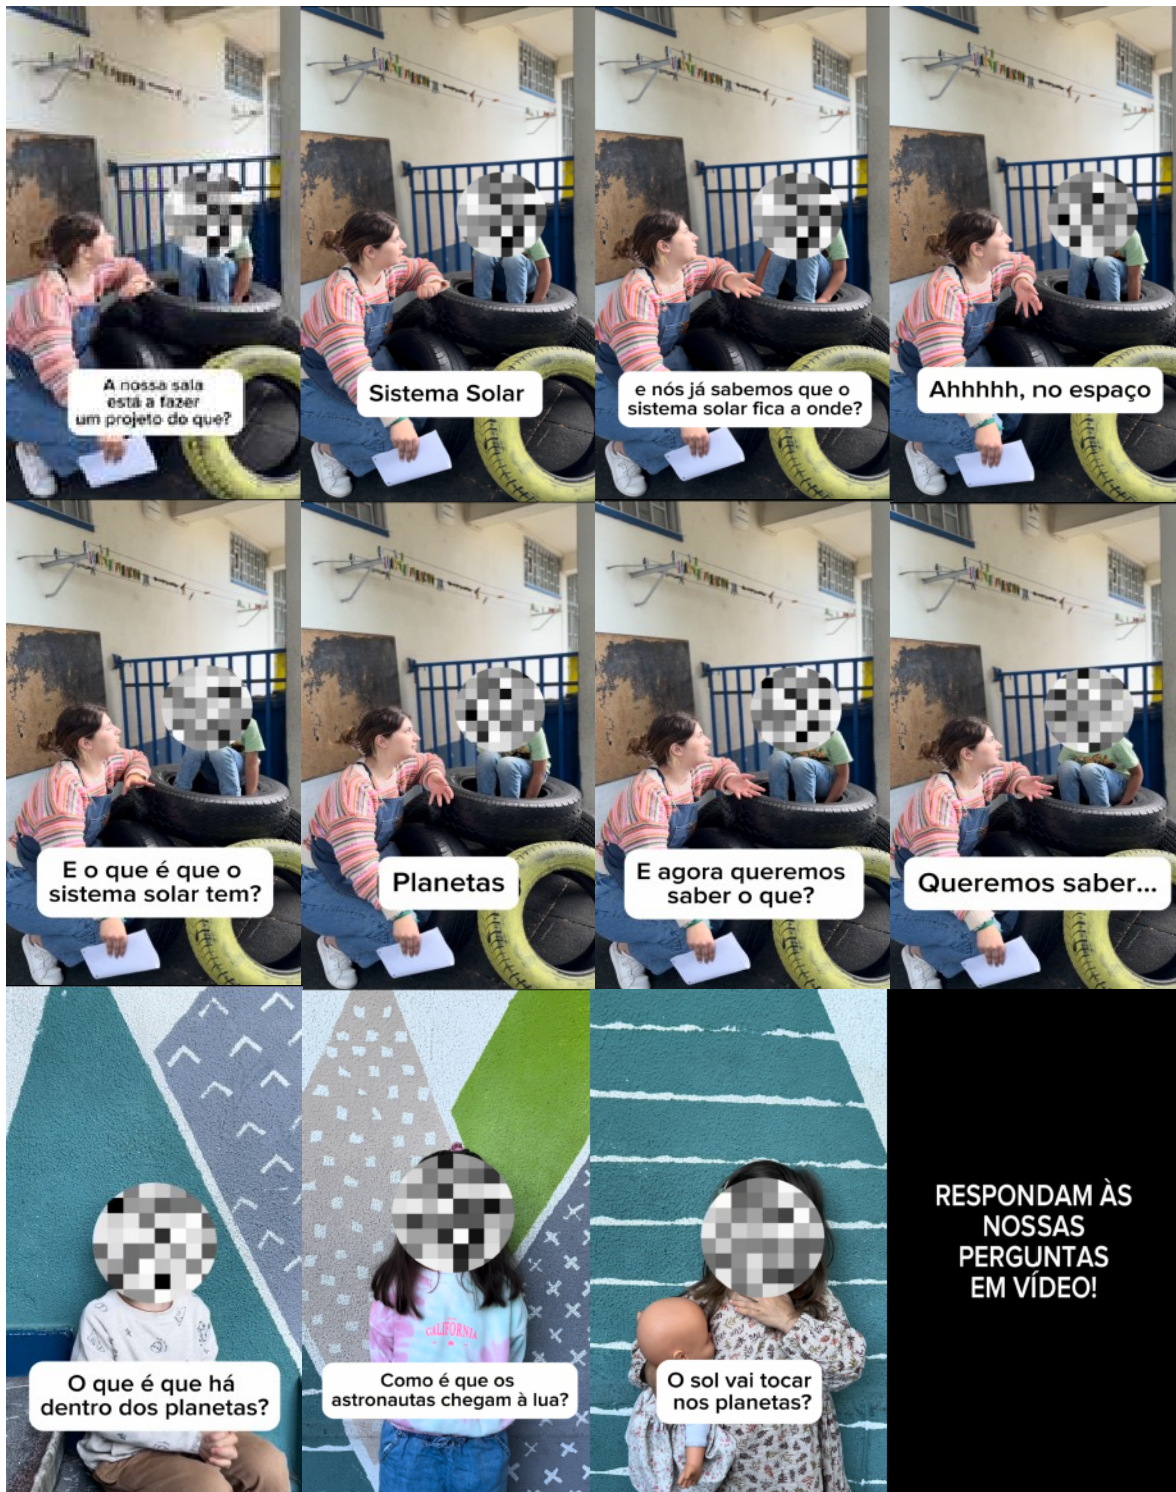 A nossa sala
está a fazer
um projeto do que?
Sistema Solar
e nós já sabemos que o
sistema solar fica a onde?
Ahhhhh, no espaço
E o que é que o
sistema solar tem?
Planetas
E agora queremos
saber o que?
Queremos saber...
O que é que há
dentro dos planetas?
CALIFORNIA
Como é que os
astronautas chegam à lua?
O sol vai tocar
nos planetas?
RESPONDAM ÀS
NOSSAS
PERGUNTAS
EM VÍDEO!